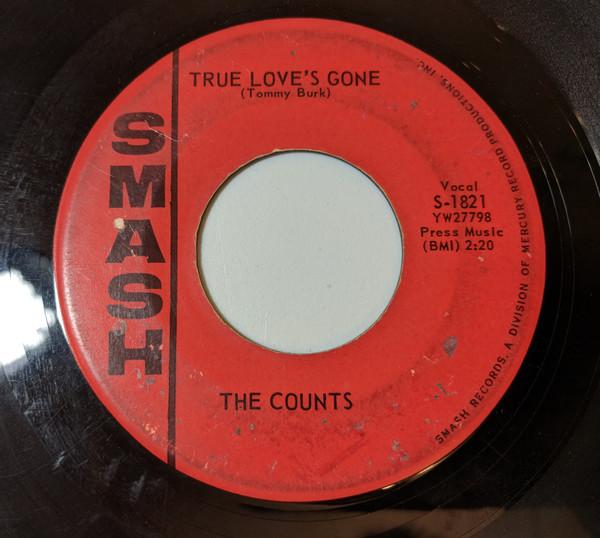 TRUE LOVE'S GONE
(Tommy Burk)
SMASH
Vocal
S-1821
YW27798
Press Music
(BMI) 2:20
THE COUNTS
SMASH RECORDS, A DIVISION OF MERCURY RECORD PRODUCTIONS, INC.